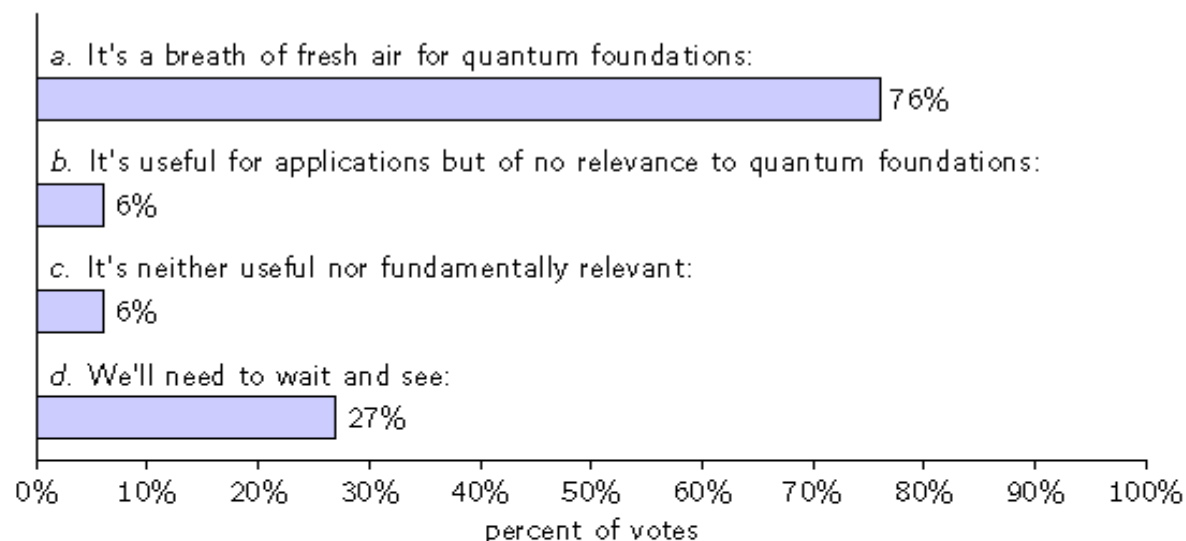 a. It's a breath of fresh air for quantum foundations:
76%
b. It's useful for applications but of no relevance to quantum foundations:
6%
c. It's neither useful nor fundamentally relevant:
6%
d. We'll need to wait and see:
27%
0% 10% 20% 30% 40% 50% 60% 70% 80% 90% 100%
percent of votes